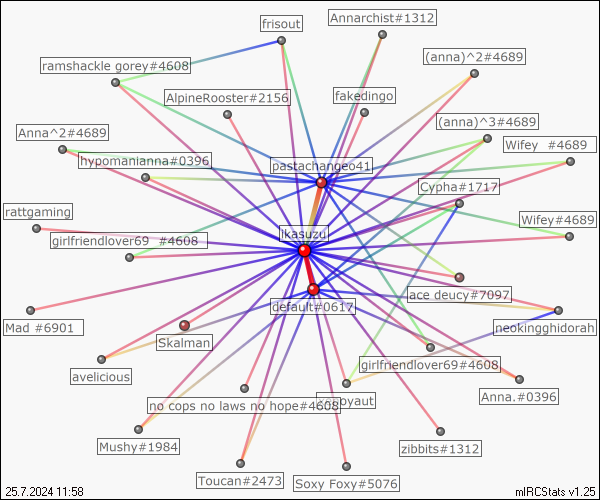 frisout
Annarchist#1312
ramshackle gorey#4608
(anna)^2#4689
AlpineRooster#2156
fakedingo
Anna^2#4689
(anna)^3#4689
Wifey #4689
hypomanianna#0396
pastachangeo41
Cypha#1717
rattgaming
ikasuzu
Wifey#4689
girlfriendlover69 #4608
ace deucy#7097
default#0617
Mad #6901
neokingghidorah
Skalman
girlfriendlover69#4608
avelicious
Anna.#0396
no cops no laws no hope#4608
Mushy#1984
zibbits#1312
Toucan#2473
Soxy Foxy#5076
25.7.2024 11:58
mIRCStats v1.25